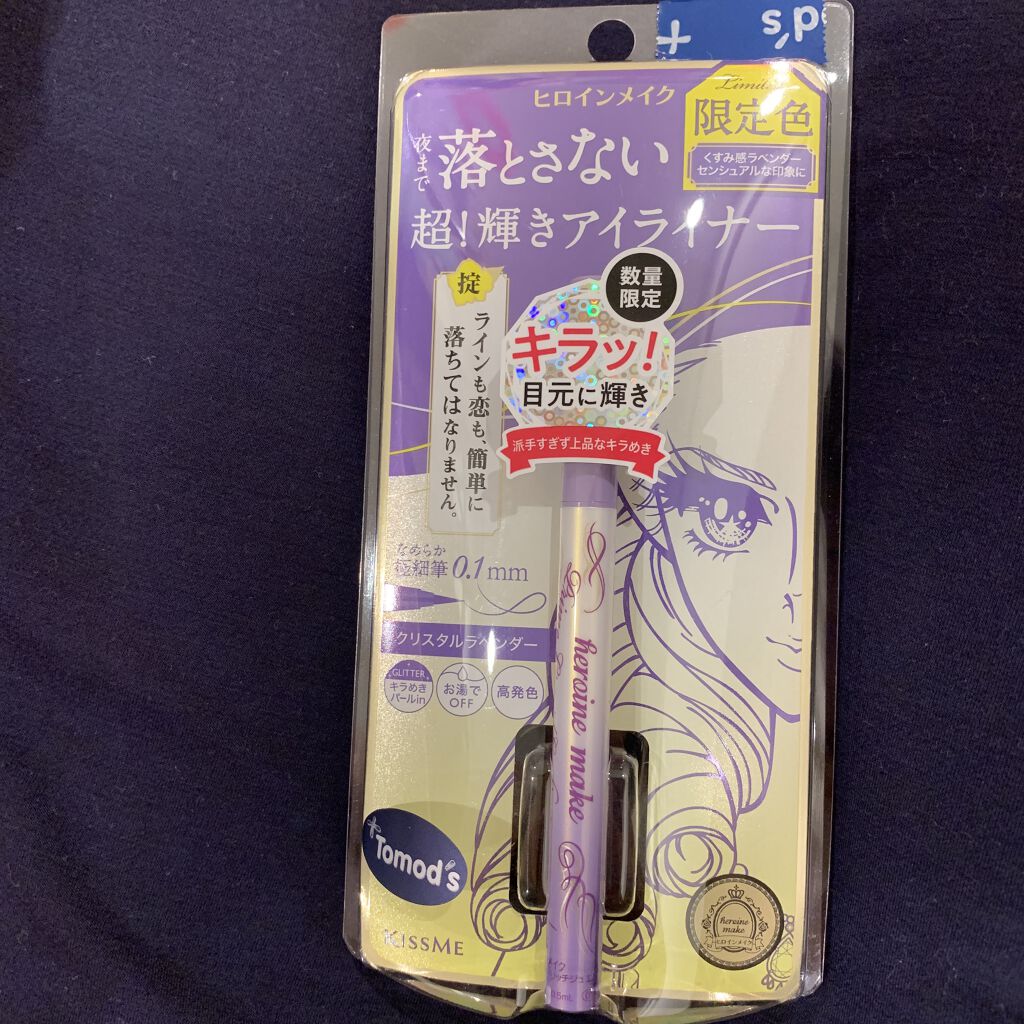 s,p
ヒロインメイク
限定色
くすみ感ラベンダー
センシュアルな印象に
夜まで
落とさない
超!輝きアイライナー
数量
限定
掟
ラインも恋も、簡単に
落ちてはなりません。
キラッ!
目元に輝き
派手すぎず上品なキラめき
なめらか
極細筆0.1mm
クリスタルラベンダー
GLITTER
キラめき
パールin
お湯で
OFF
高発色
heroine make
Tomod's
KISSME
heroine
make
ヒロインメイク